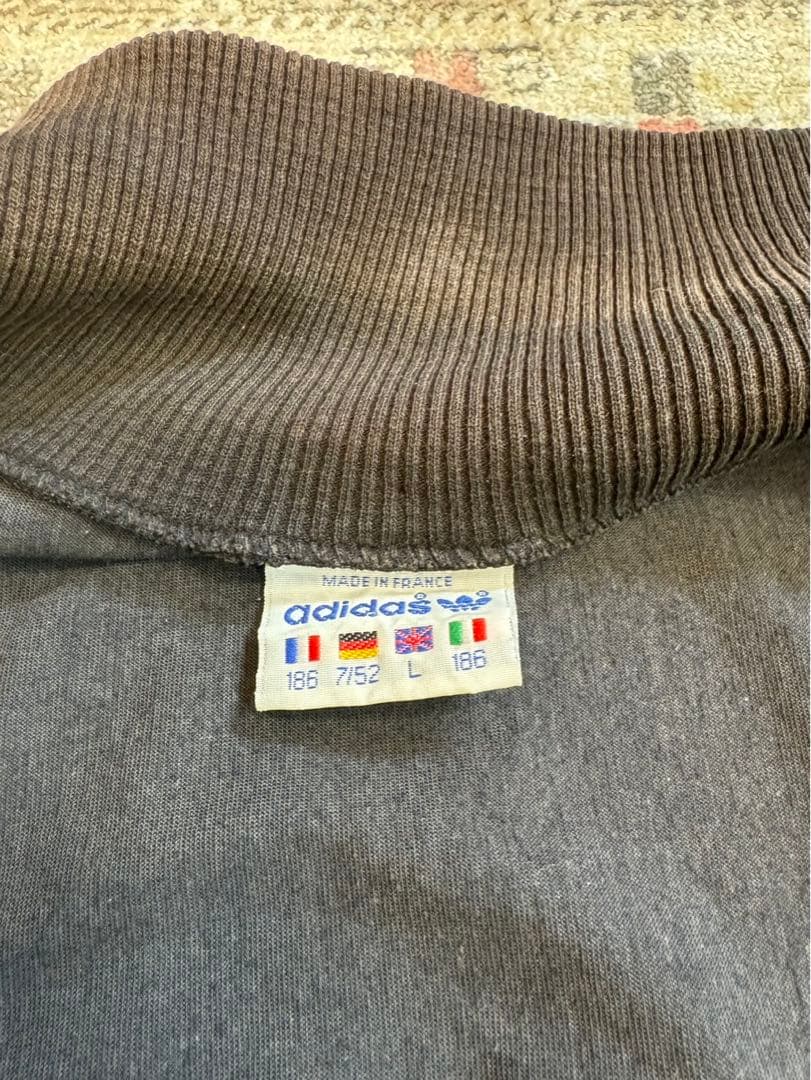 MADE IN FRANCE
adidas® ®
186 7/52 L 186